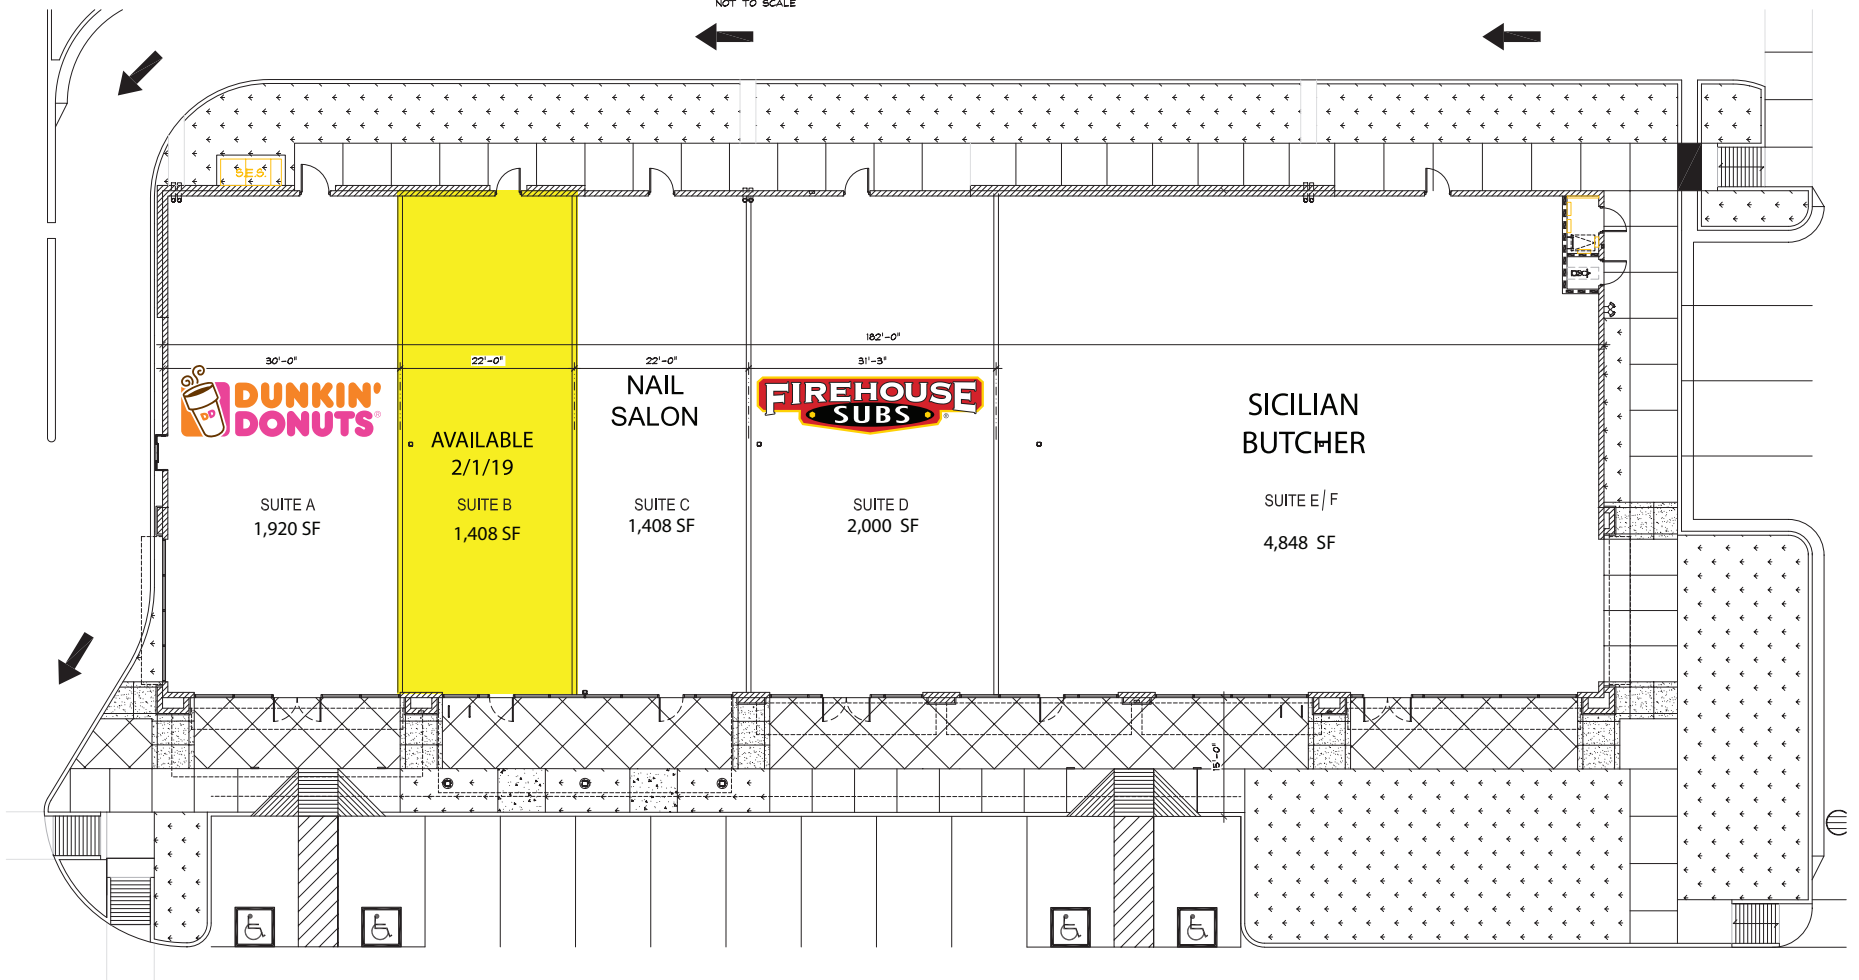 NOT TO SCALE
S.E.S.
182'-0"
30'-0"
22'-0"
22'-0"
31'-3"
DUNKIN'
DONUTS®
DD
AVAILABLE
2/1/19
SUITE A
1,920 SF
SUITE B
1,408 SF
NAIL
SALON
SUITE C
1,408 SF
FIREHOUSE
SUBS®
SUITE D
2,000 SF
SICILIAN
BUTCHER
SUITE E/F
4,848 SF
15'-0"